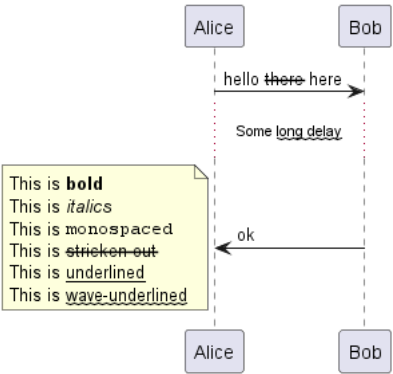 Alice Bob
hello there here
Some long delay
This is bold
This is italics
This is monospaced
This is stricken out
This is underlined
This is wave-underlined
ok
Alice Bob